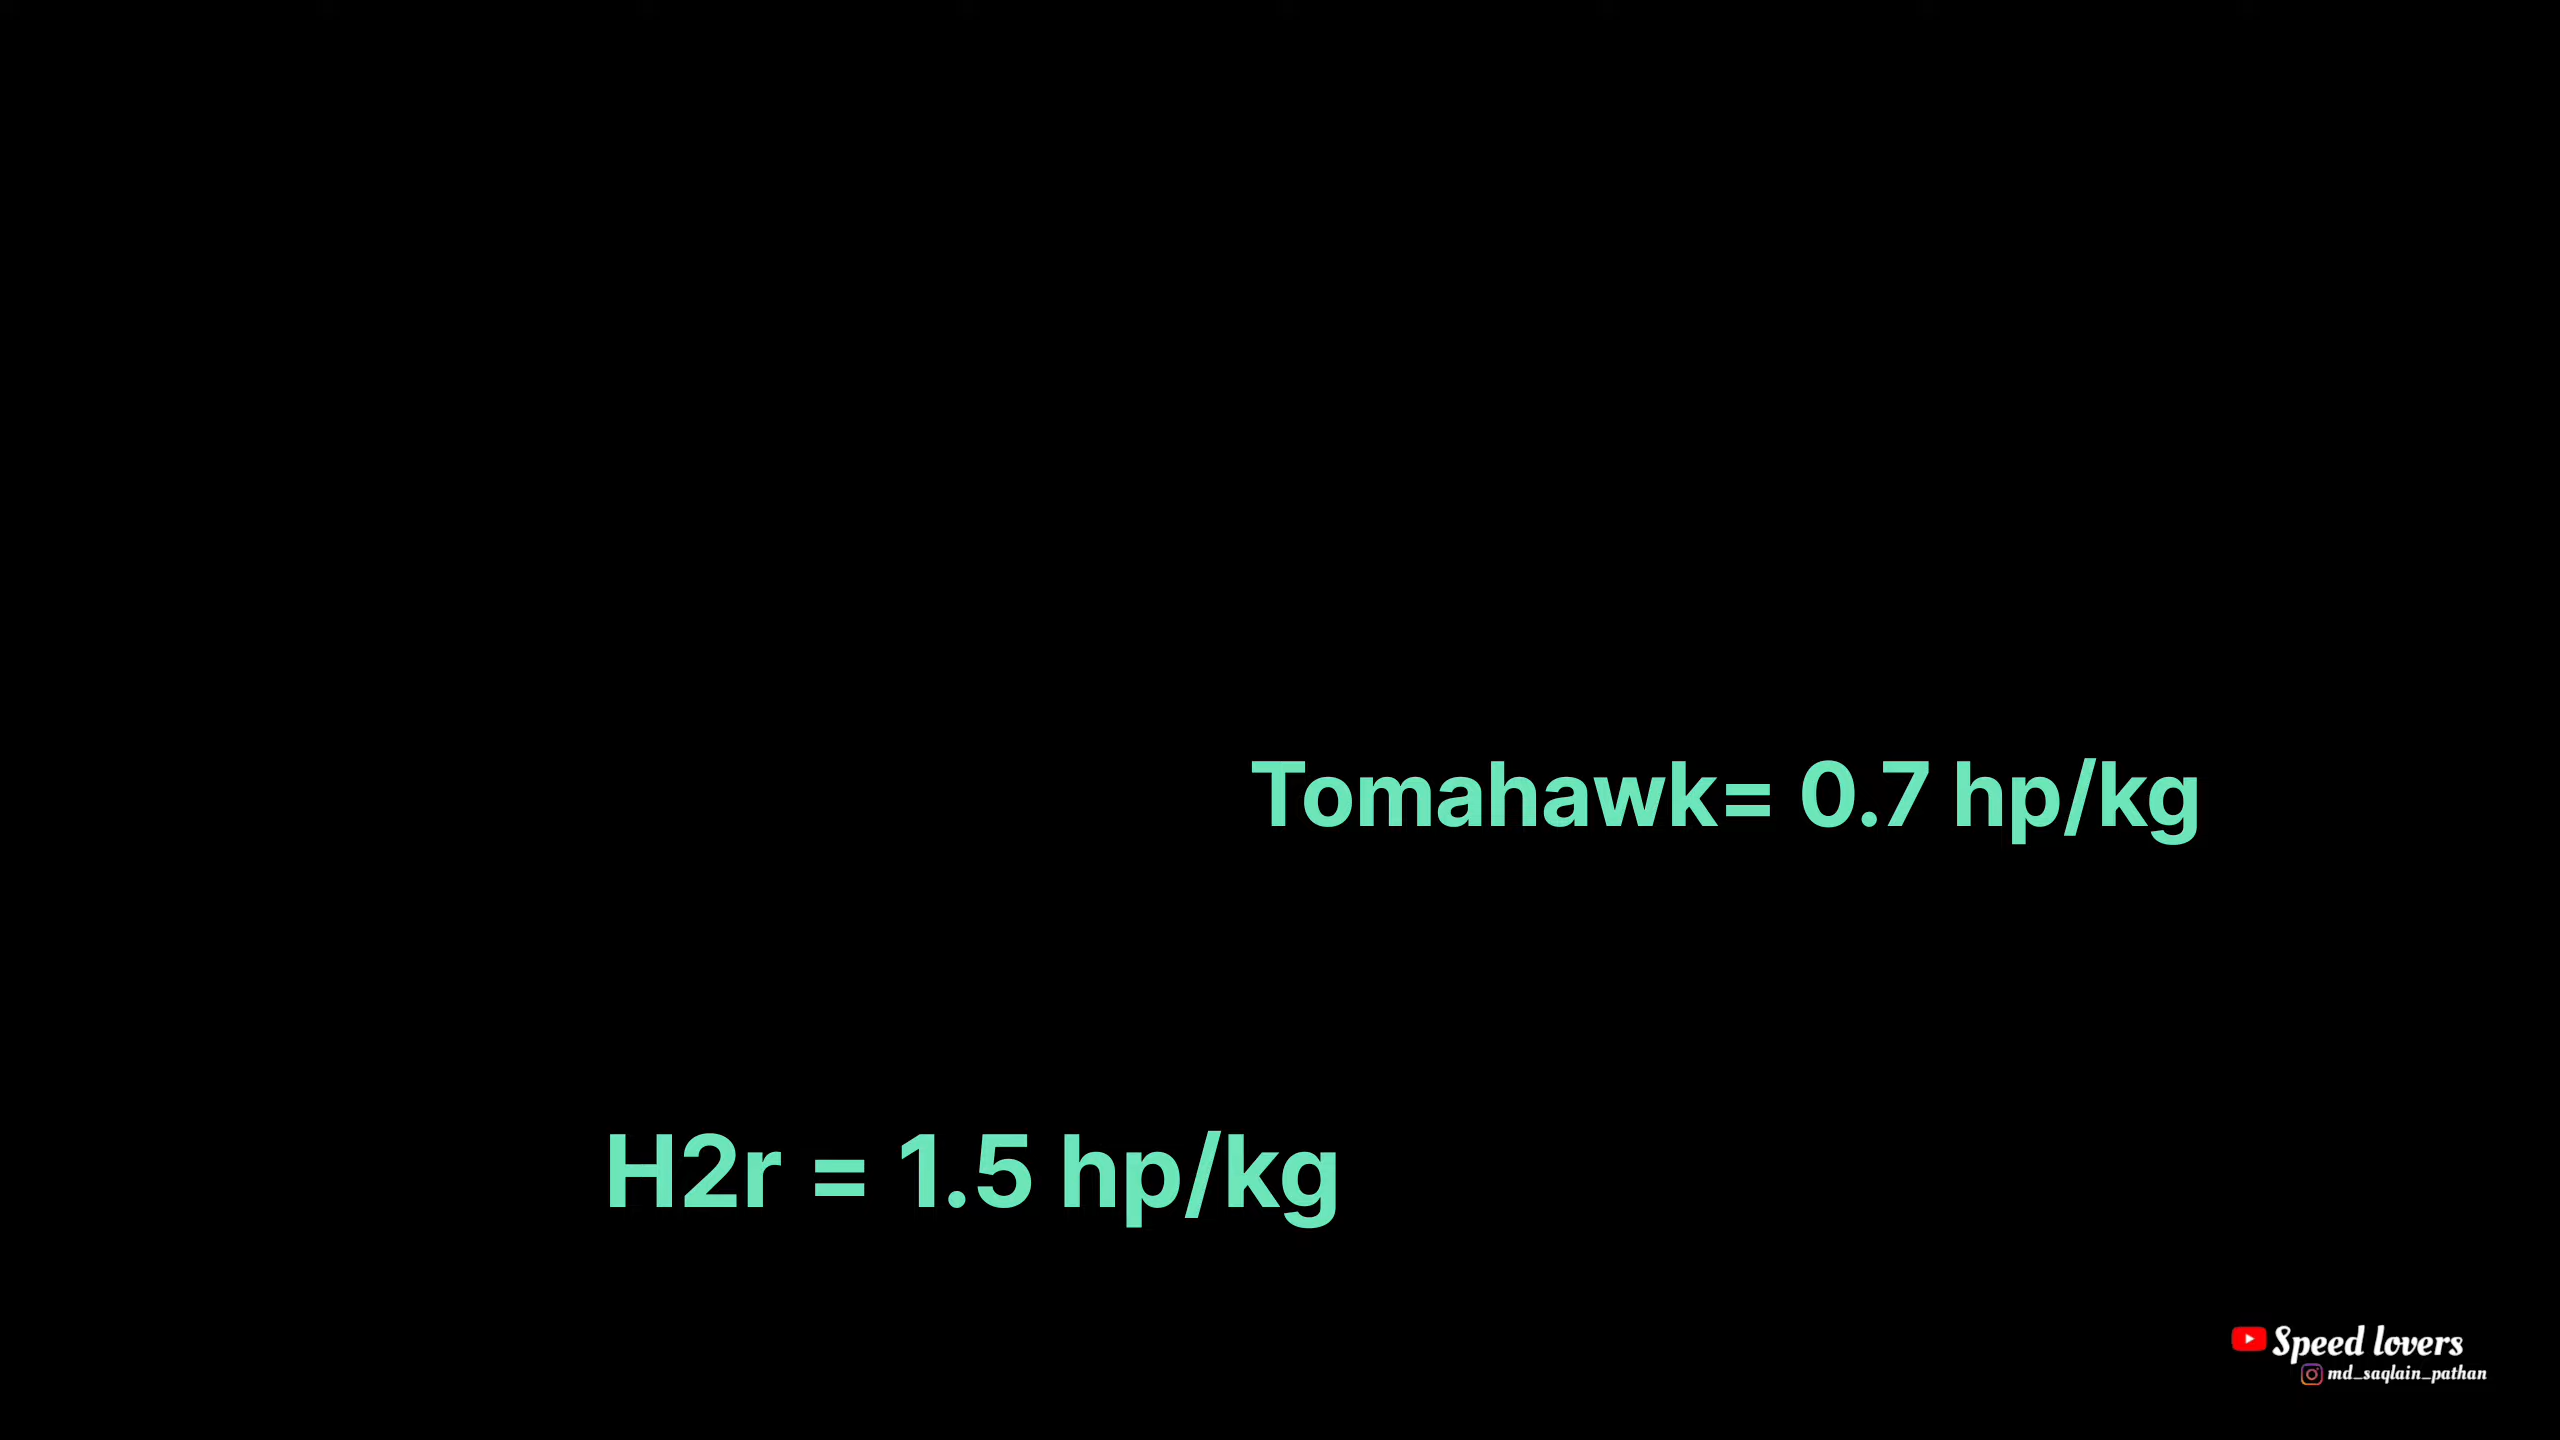 Tomahawk= 0.7 hp/kg
H2r = 1.5 hp/kg
Speed lovers
md_saqlain_pathan